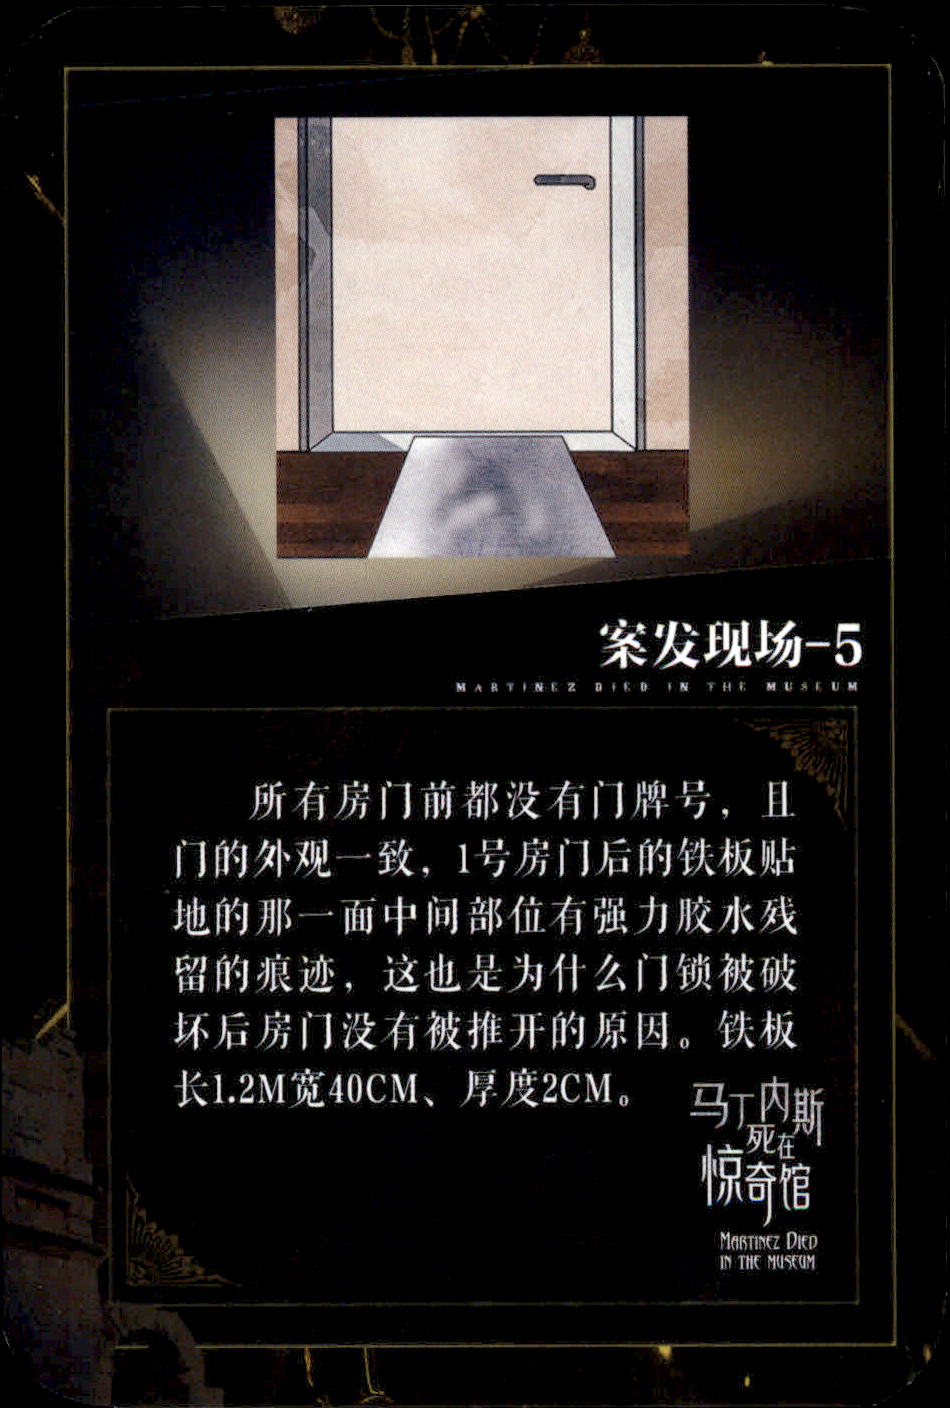 案发现场-5
MARTINEZ DIED IN THE MUSEUM
所有房门前都没有门牌号，且
门的外观一致，1号房门后的铁板贴
地的那一面中间部位有强力胶水残
留的痕迹，这也是为什么门锁被破
坏后房门没有被推开的原因。铁板
长1.2M宽40CM、厚度2CM。
马丁内斯
死在
惊奇馆
MARTINEZ DIED
IN THE MUSEUM